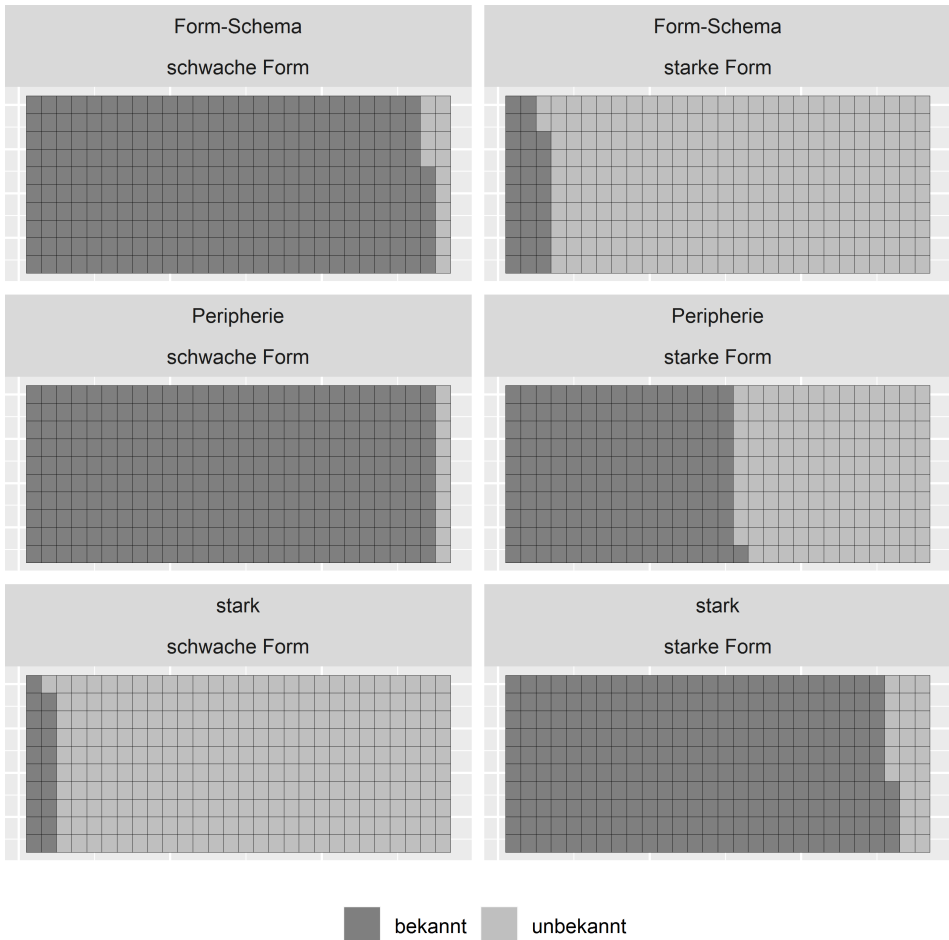 Form-Schema
schwache Form
Form-Schema
starke Form
Peripherie
schwache Form
Peripherie
starke Form
stark
schwache Form
stark
starke Form
bekannt
unbekannt